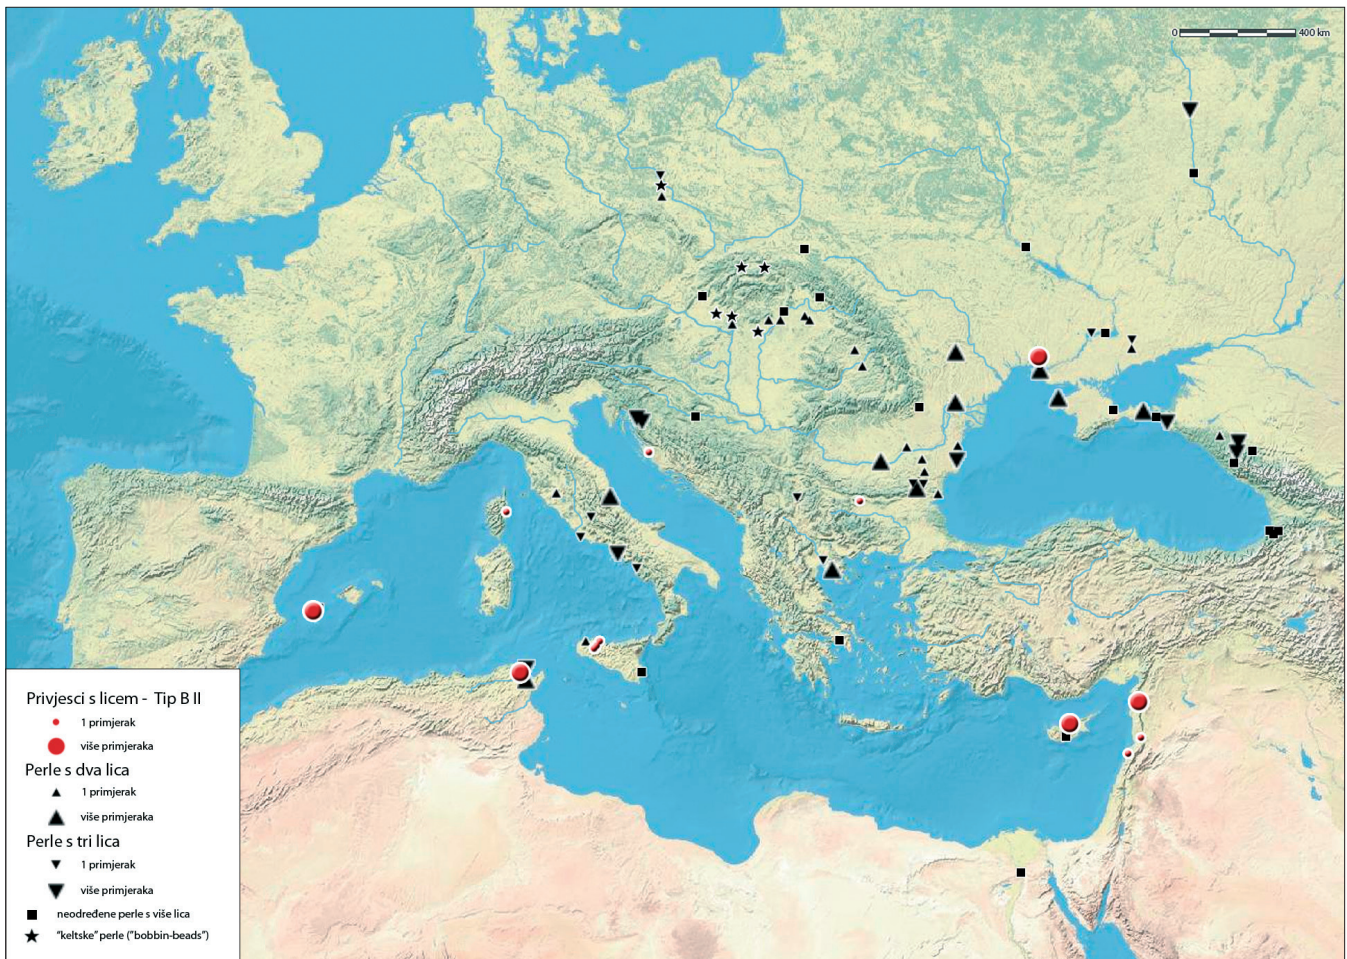 0 400 km
Privjesci s licem - Tip B II
1 primjerak
više primjeraka
Perle s dva lica
1 primjerak
više primjeraka
Perle s tri lica
1 primjerak
više primjeraka
neodređene perle s više lica
“keltske” perle (“bobbin-beads”)